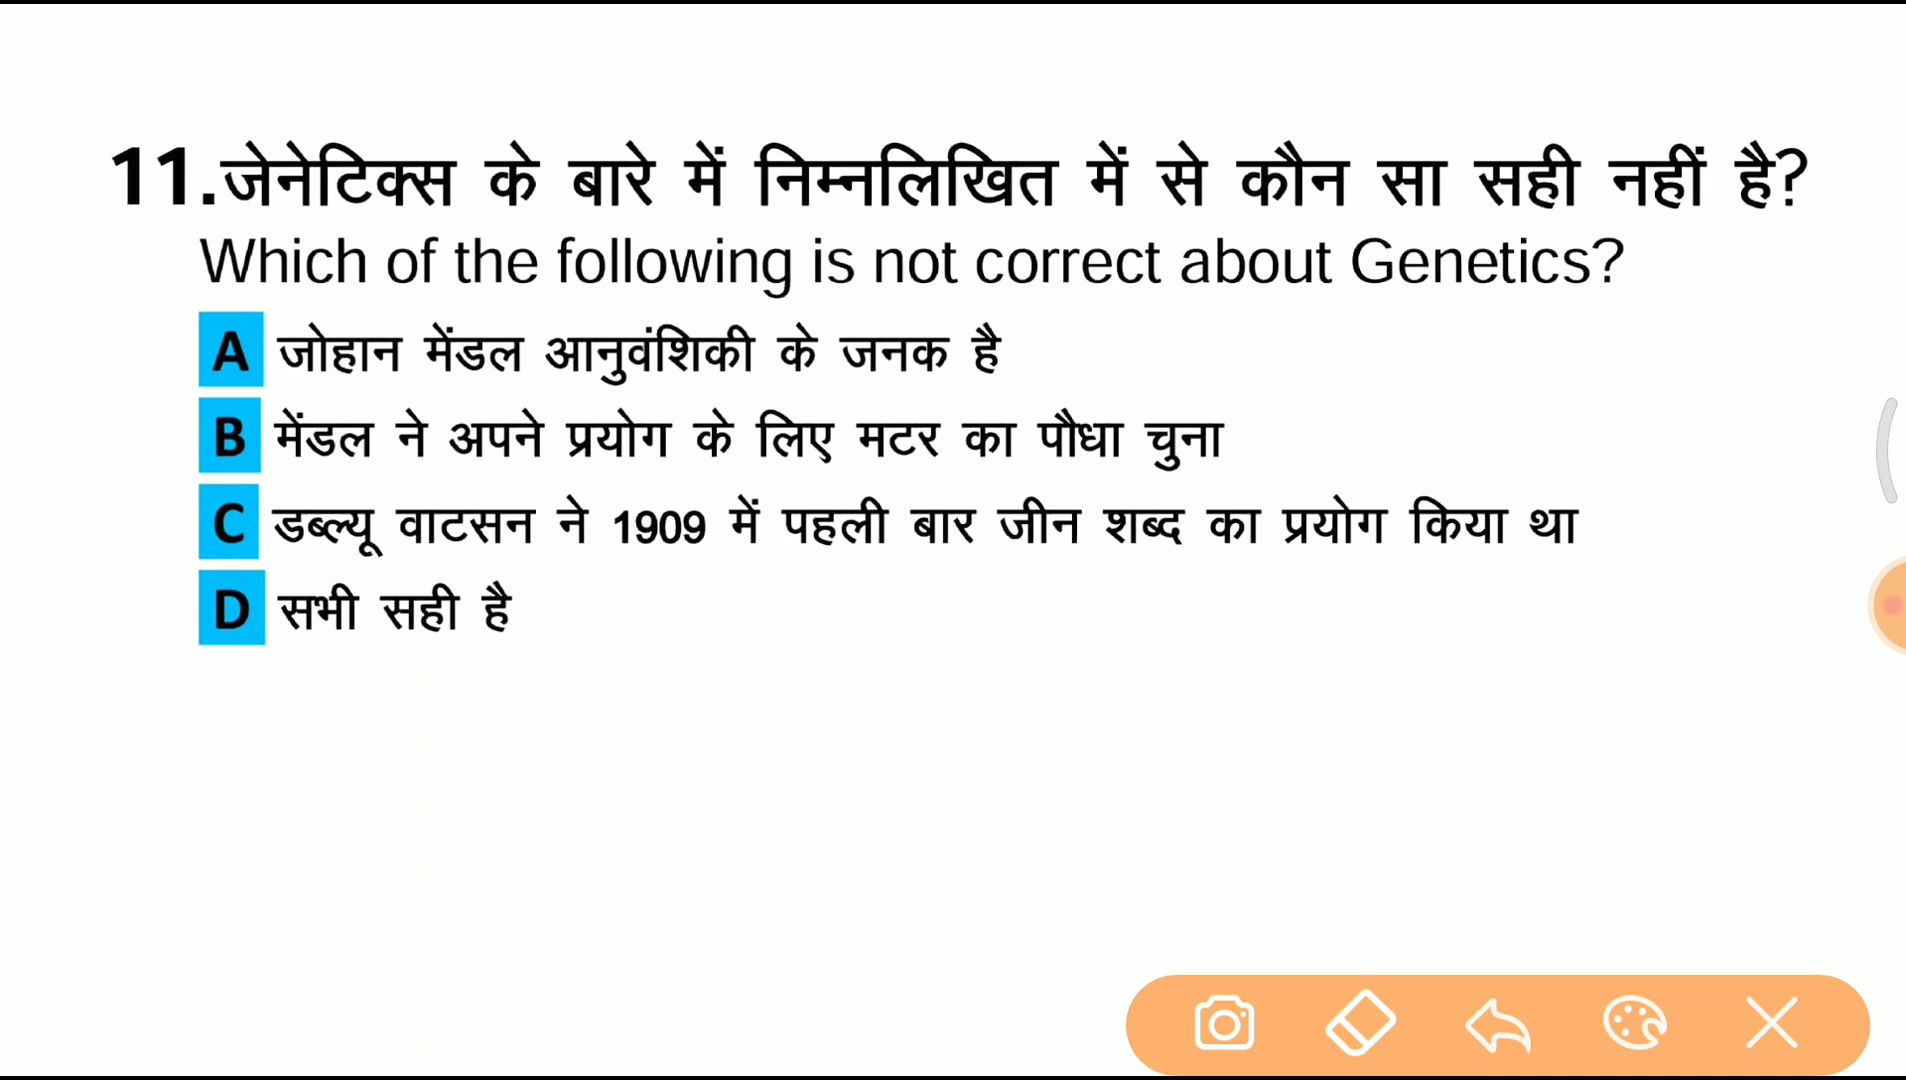 11.जेनेटिक्स के बारे में निम्नलिखित में से कौन सा सही नहीं है?
Which of the following is not correct about Genetics?
A जोहान मेंडल आनुवंशिकी के जनक है
B मेंडल ने अपने प्रयोग के लिए मटर का पौधा चुना
C डब्ल्यू वाटसन ने 1909 में पहली बार जीन शब्द का प्रयोग किया था
D सभी सही है